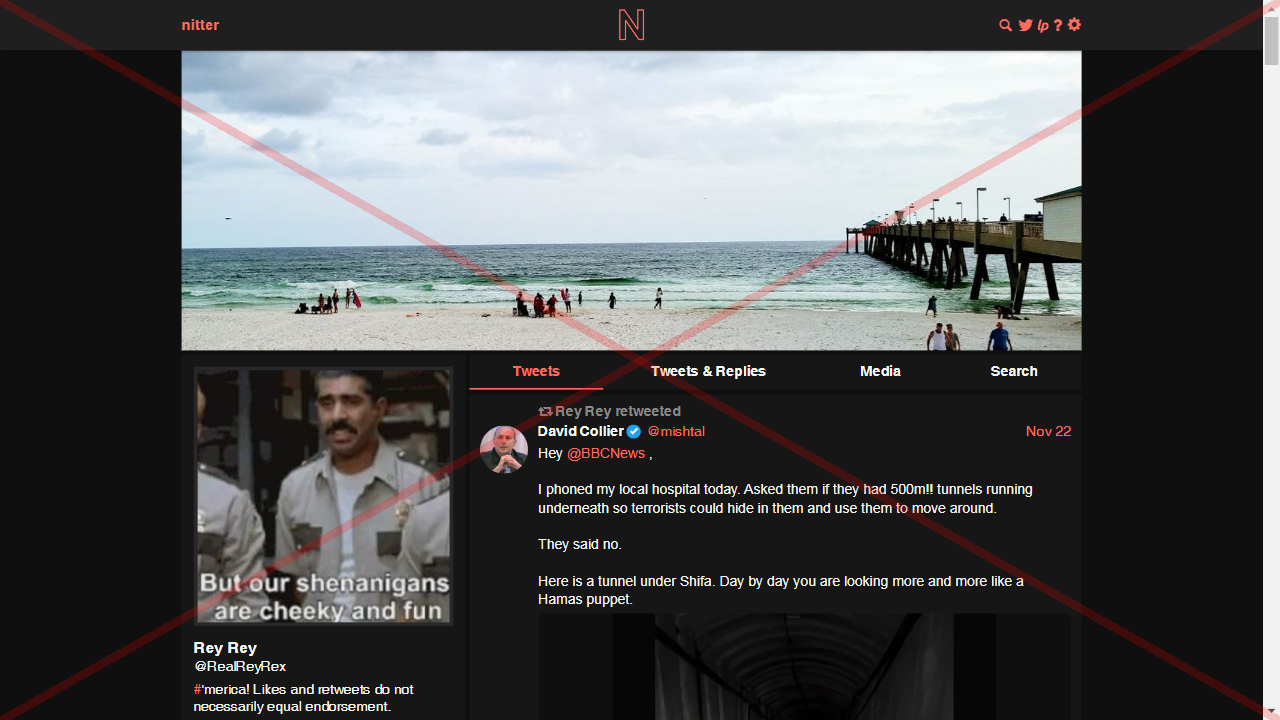 nitter
N
lp ?
Tweets
Tweets & Replies
Media
Search
Rey Rey retweeted
David Collier @mishtal Nov 22
Hey @BBCNews ,
I phoned my local hospital today. Asked them if they had 500m!! tunnels running
underneath so terrorists could hide in them and use them to move around.
They said no.
Here is a tunnel under Shifa. Day by day you are looking more and more like a
Hamas puppet.
But our shenanigans
are cheeky and fun
Rey Rey
@RealReyRex
#'merica! Likes and retweets do not
necessarily equal endorsement.